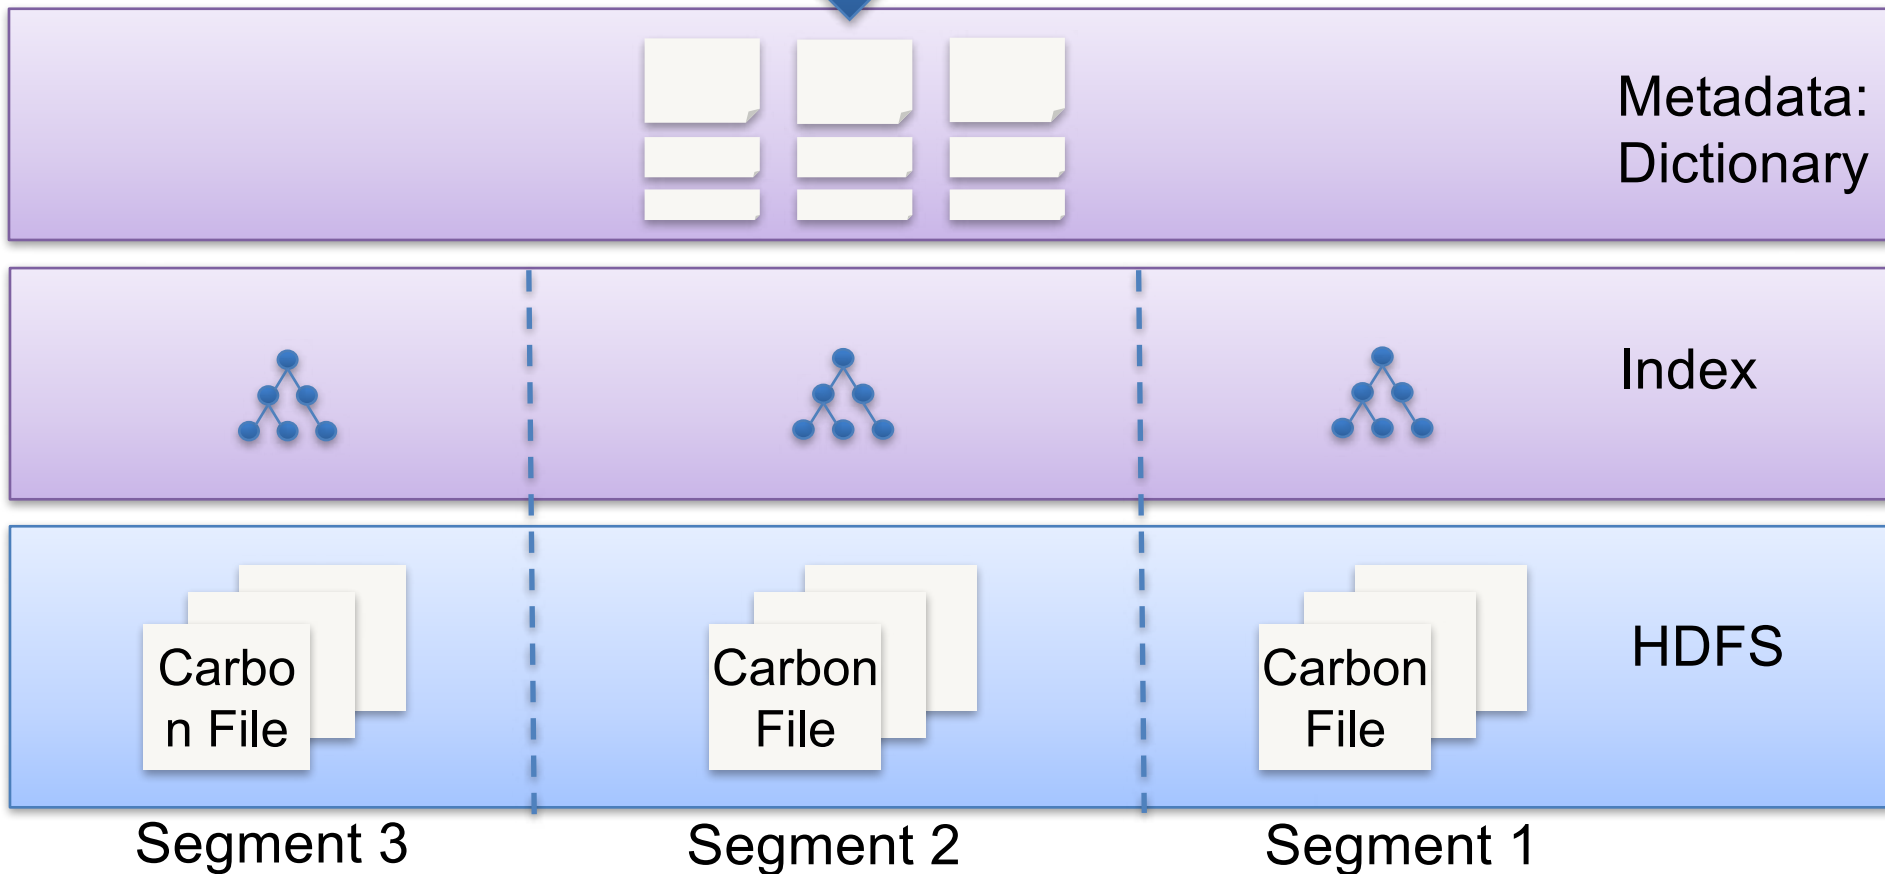 Metadata:
Dictionary
Index
Carbo
n File
Carbon
File
Carbon
File
HDFS
Segment 3
Segment 2
Segment 1